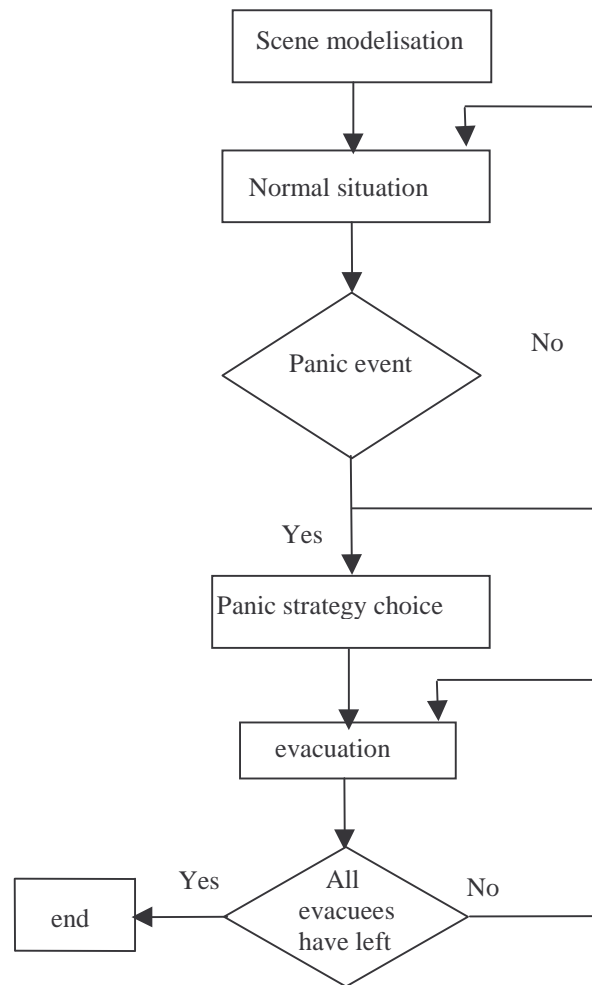 Scene modelisation
Normal situation
Panic event
No
Yes
Panic strategy choice
evacuation
Yes
All
evacuees
have left
No
end